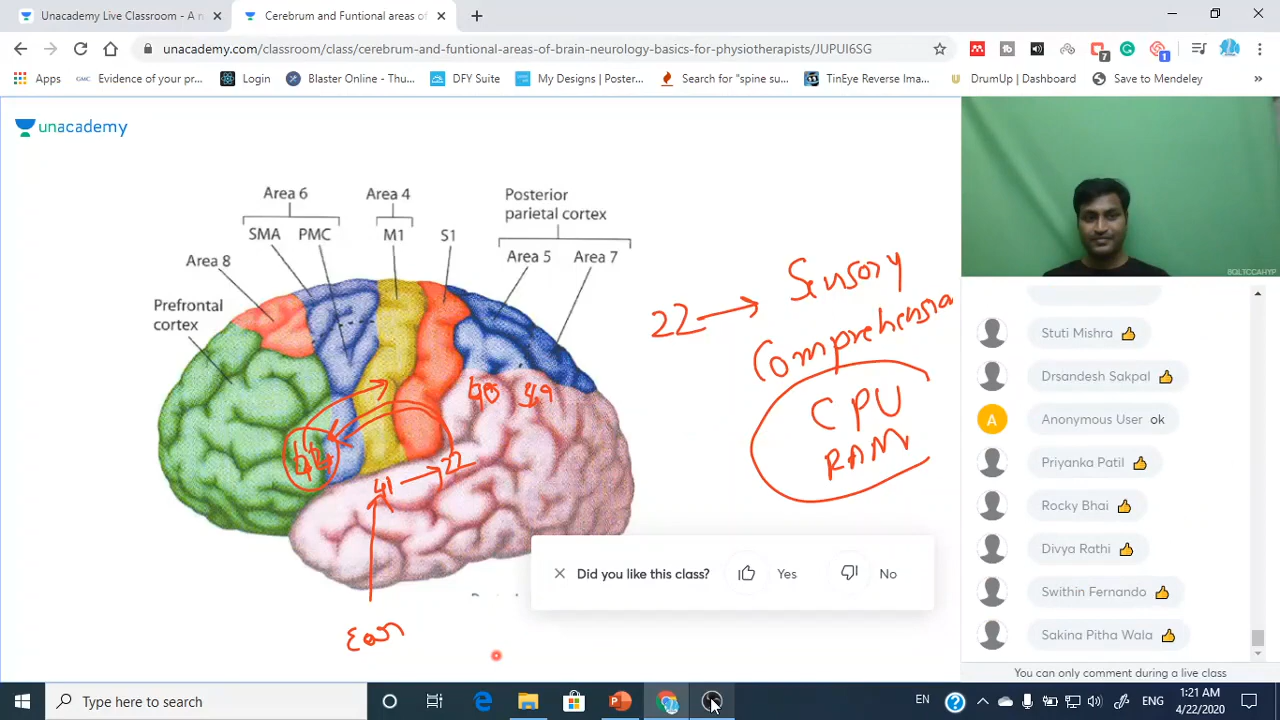 Unacademy Live Classroom - A n
Cerebrum and Funtional areas of
unacademy.com/classroom/class/cerebrum-and-funtional-areas-of-brain-neurology-basics-for-physiotherapists/JUPUI6SG
7
1
Apps
GMC
Evidence of your pr...
Login
Blaster Online - Thu...
DFY Suite
My Designs | Poster...
Search for "spine su...
TinEye Reverse Ima...
DrumUp | Dashboard
Save to Mendeley
»
unacademy
Area 6
Area 4
Posterior
parietal cortex
SMA
PMC
M1
S1
Area 5
Area 7
Area 8
Prefrontal
cortex
22
Sensory
Comprehension
CPU
RAM
41
22
Ear
8QLTCCAHYP
Stuti Mishra
Drsandesh Sakpal
A
Anonymous User ok
Priyanka Patil
Rocky Bhai
Divya Rathi
Swithin Fernando
Sakina Pitha Wala
You can only comment during a live class
Did you like this class?
Yes
No
Type here to search
EN
ENG
1:21 AM
4/22/2020